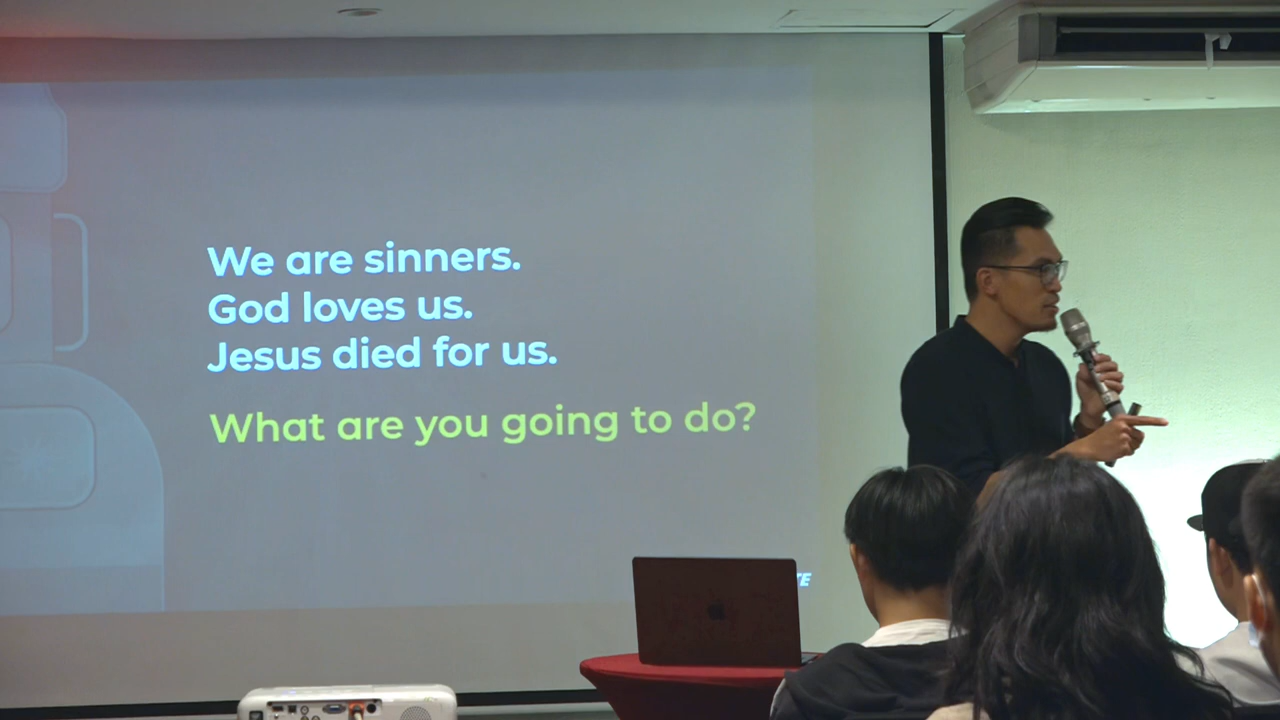 We are sinners.
God loves us.
Jesus died for us.
What are you going to do?